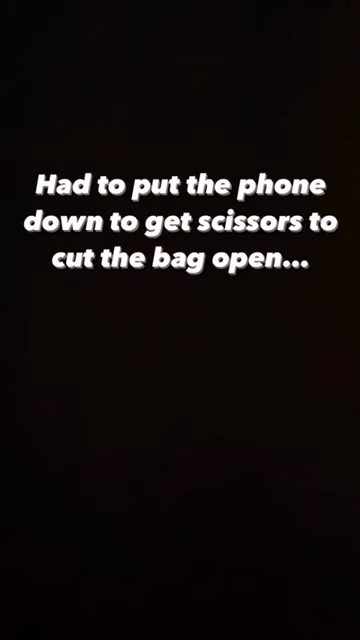 Had to put the phone
down to get scissors to
cut the bag open...